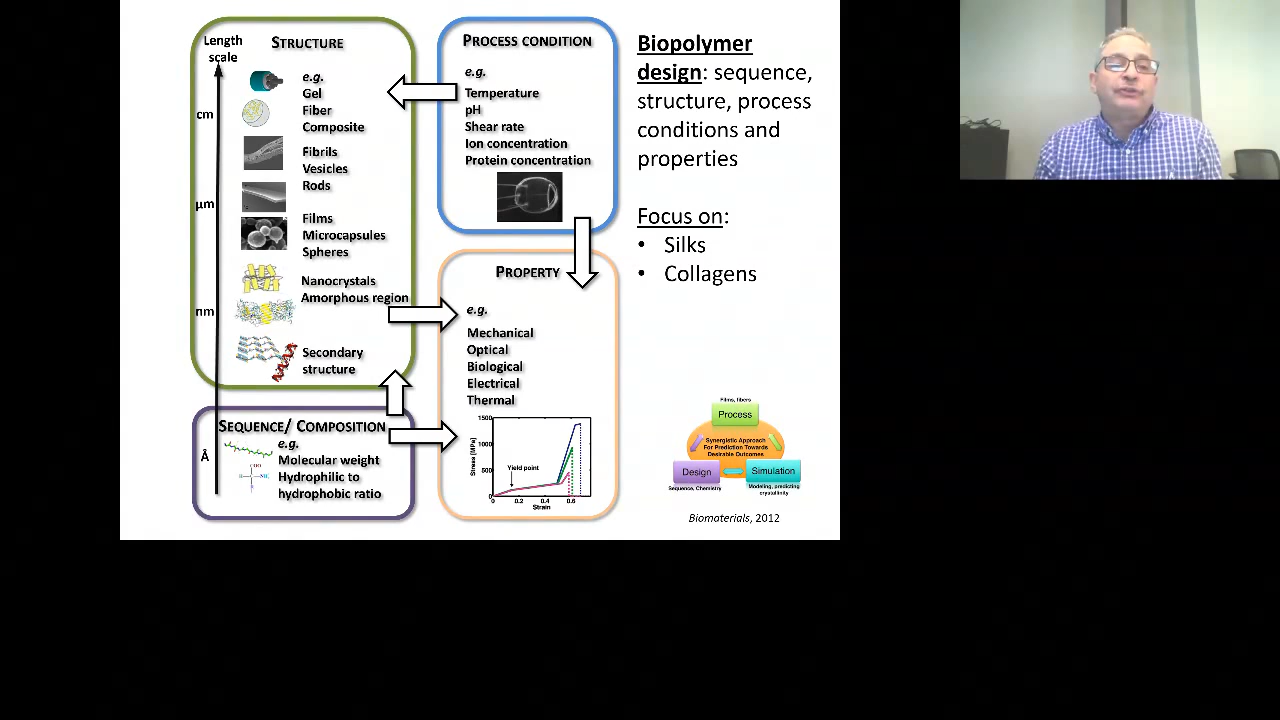 Length
scale
STRUCTURE
e.g.
Gel
Fiber
Composite
cm
Fibrils
Vesicles
Rods
μm
Films
Microcapsules
Spheres
Nanocrystals
Amorphous region
nm
Secondary
structure
SEQUENCE/ COMPOSITION
e.g.
Å
Molecular weight
Hydrophilic to
hydrophobic ratio
PROCESS CONDITION
e.g.
Temperature
pH
Shear rate
Ion concentration
Protein concentration
PROPERTY
e.g.
Mechanical
Optical
Biological
Electrical
Thermal
1500
1000
500
0
Stress [MPa]
Yield point
0 0.2 0.4 0.6
Strain
Biopolymer
design: sequence,
structure, process
conditions and
properties
Focus on:
• Silks
• Collagens
Films, fibers
Process
Synergistic Approach
For Prediction Towards
Desirable Outcomes
Design
Simulation
Sequence, Chemistry
Modeling, predicting
crystallinity
Biomaterials, 2012